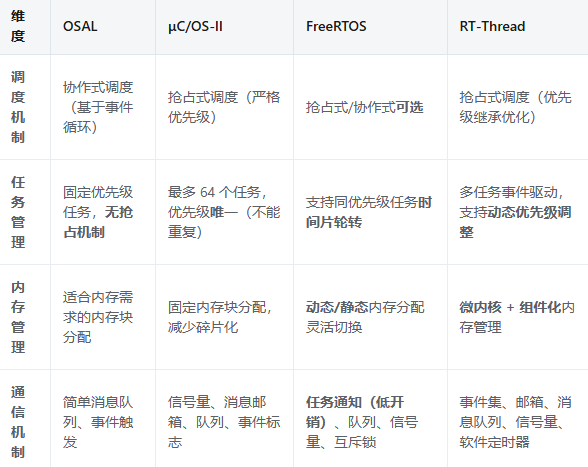 维度
OSAL
μC/OS-II
FreeRTOS
RT-Thread
调度机制
协作式调度
（基于事件
循环）
抢占式调度（严格
优先级）
抢占式/协作式可选
抢占式调度（优先
级继承优化）
任务管理
固定优先级
任务，无抢
占机制
最多 64 个任务，
优先级唯一（不能
重复）
支持同优先级任务时
间片轮转
多任务事件驱动，
支持动态优先级调
整
内存管理
适合内存需
求的内存块
分配
固定内存块分配，
减少碎片化
动态/静态内存分配
灵活切换
微内核 + 组件化内
存管理
通信机制
简单消息队
列、事件触
发
信号量、消息邮
箱、队列、事件标
志
任务通知（低开
销）、队列、信号
量、互斥锁
事件集、邮箱、消
息队列、信号量、
软件定时器